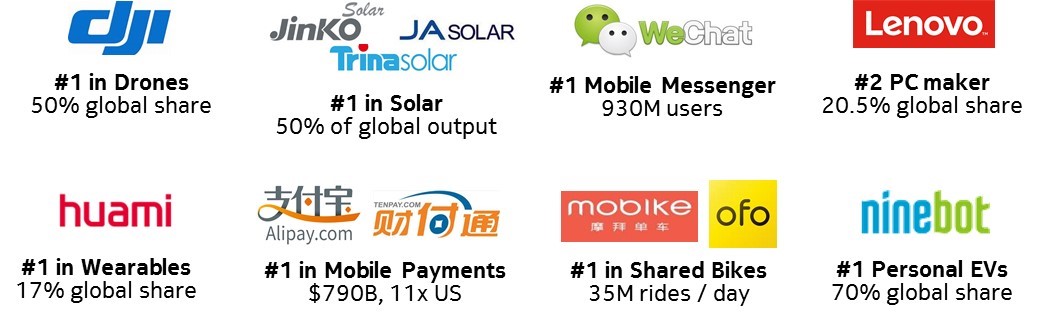 dji
#1 in Drones
50% global share
Solar
JinKO
JA SOLAR
Trinasolar
#1 in Solar
50% of global output
WeChat
#1 Mobile Messenger
930M users
Lenovo™
#2 PC maker
20.5% global share
huami
#1 in Wearables
17% global share
支付宝
Alipay.com
TENPAY.COM
财付通
#1 in Mobile Payments
$790B, 11x US
mobike
摩拜单车
ofo
#1 in Shared Bikes
35M rides / day
ninebot
#1 Personal EVs
70% global share